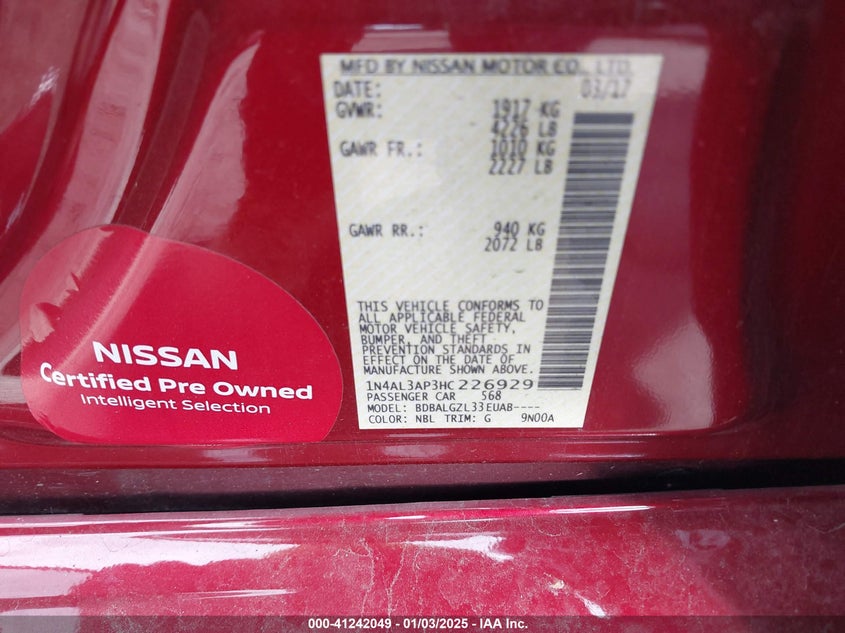 MFD BY NISSAN MOTOR CO., LTD.
DATE: 03/17
GVWR: 1917 KG
4226 LB
GAWR FR.: 1010 KG
2227 LB
GAWR RR.: 940 KG
2072 LB
THIS VEHICLE CONFORMS TO
ALL APPLICABLE FEDERAL
MOTOR VEHICLE SAFETY,
BUMPER, AND THEFT
PREVENTION STANDARDS IN
EFFECT ON THE DATE OF
MANUFACTURE SHOWN ABOVE.
1N4AL3AP3HC226929
PASSENGER CAR 568
MODEL: BDBALGZL33EUAB----
COLOR: NBL TRIM: G 9N00A
NISSAN
Certified Pre Owned
Intelligent Selection
000-41242049 - 01/03/2025 - IAA Inc.